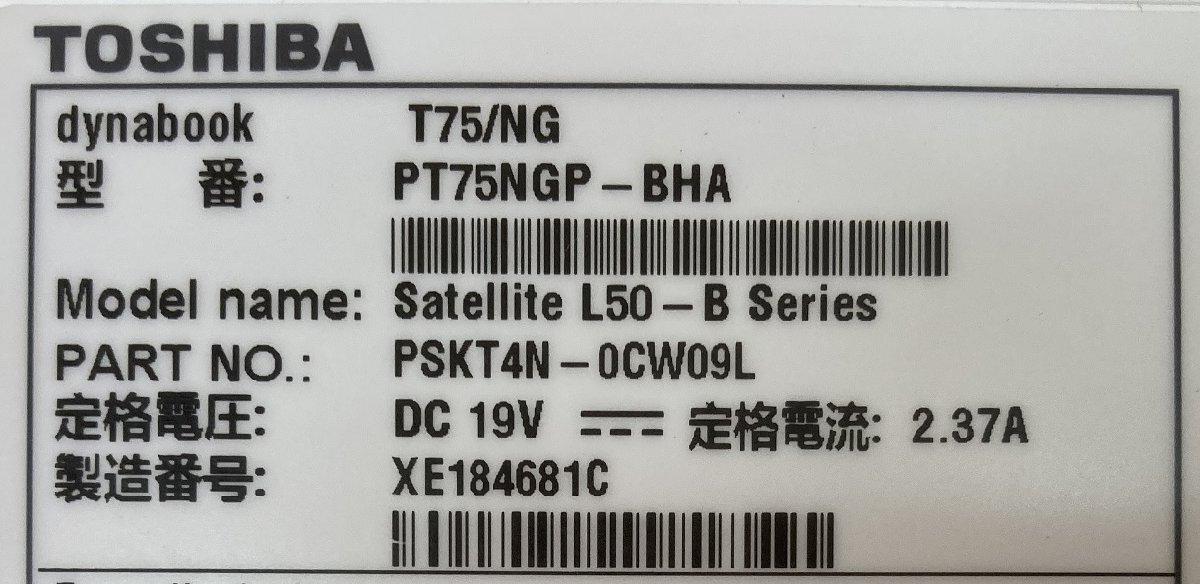 TOSHIBA
dynabook T75/NG
型 番: PT75NGP-BHA
Model name: Satellite L50-B Series
PART NO.: PSKT4N-0CW09L
定格電圧: DC 19V 定格電流: 2.37A
製造番号: XE184681C